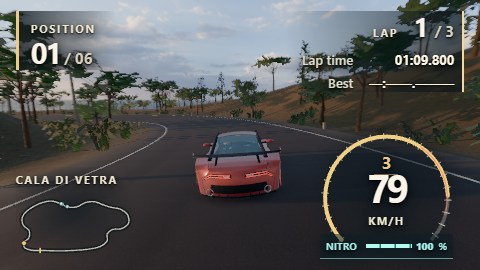 POSITION
01 / 06
LAP 1 / 3
Lap time 01:09.800
Best --:--.---
CALA DI VETRA
3
79
KM/H
NITRO 100 %